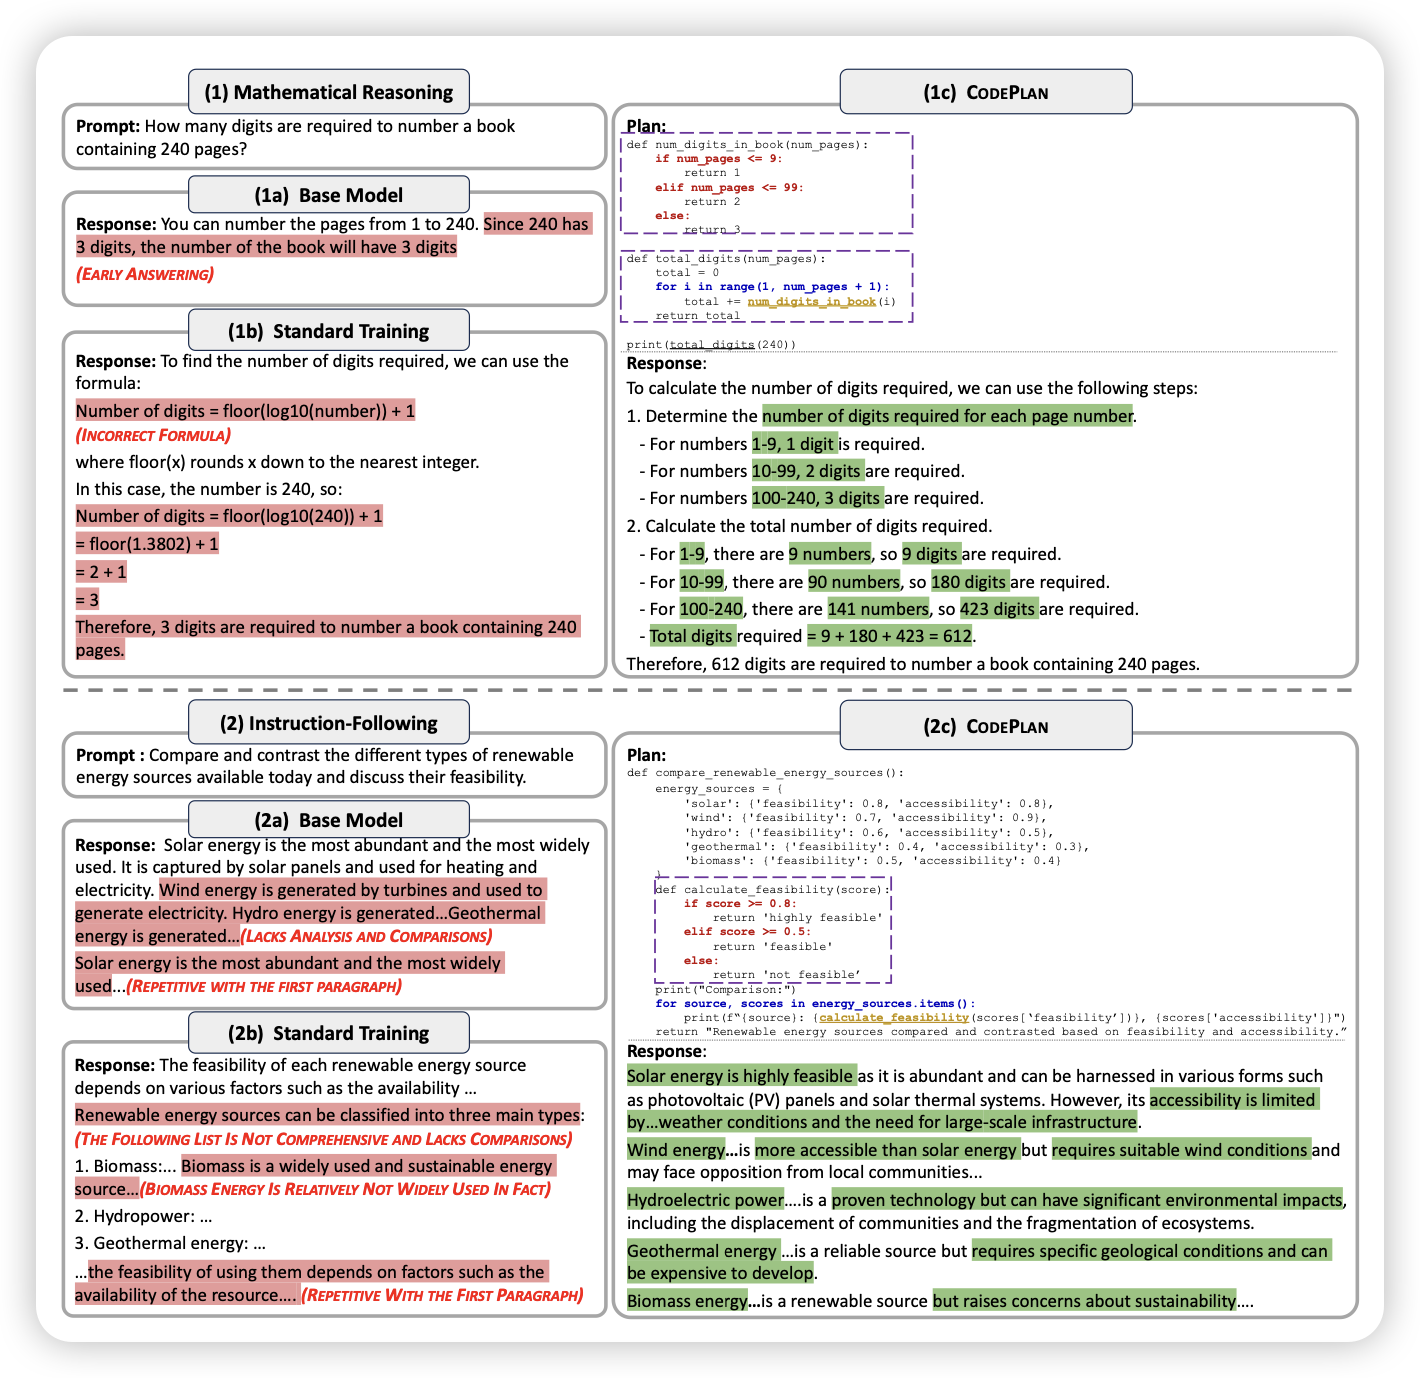 (1) Mathematical Reasoning
Prompt: How many digits are required to number a book
containing 240 pages?
(1a) Base Model
Response: You can number the pages from 1 to 240. Since 240 has
3 digits, the number of the book will have 3 digits
(EARLY ANSWERING)
(1b) Standard Training
Response: To find the number of digits required, we can use the
formula:
Number of digits = floor(log10(number)) + 1
(INCORRECT FORMULA)
where floor(x) rounds x down to the nearest integer.
In this case, the number is 240, so:
Number of digits = floor(log10(240)) + 1
= floor(1.3802) + 1
= 2 + 1
= 3
Therefore, 3 digits are required to number a book containing 240
pages.
(1c) CODEPLAN
Plan:
def num_digits_in_book(num_pages):
    if num_pages <= 9:
        return 1
    elif num_pages <= 99:
        return 2
    else:
        return 3
def total_digits(num_pages):
    total = 0
    for i in range(1, num_pages + 1):
        total += num_digits_in_book(i)
    return total
print(total_digits(240))
Response:
To calculate the number of digits required, we can use the following steps:
1. Determine the number of digits required for each page number.
- For numbers 1-9, 1 digit is required.
- For numbers 10-99, 2 digits are required.
- For numbers 100-240, 3 digits are required.
2. Calculate the total number of digits required.
- For 1-9, there are 9 numbers, so 9 digits are required.
- For 10-99, there are 90 numbers, so 180 digits are required.
- For 100-240, there are 141 numbers, so 423 digits are required.
- Total digits required = 9 + 180 + 423 = 612.
Therefore, 612 digits are required to number a book containing 240 pages.
(2) Instruction-Following
Prompt : Compare and contrast the different types of renewable
energy sources available today and discuss their feasibility.
(2a) Base Model
Response: Solar energy is the most abundant and the most widely
used. It is captured by solar panels and used for heating and
electricity. Wind energy is generated by turbines and used to
generate electricity. Hydro energy is generated...Geothermal
energy is generated...(LACKS ANALYSIS AND COMPARISONS)
Solar energy is the most abundant and the most widely
used...(REPETITIVE WITH THE FIRST PARAGRAPH)
(2b) Standard Training
Response: The feasibility of each renewable energy source
depends on various factors such as the availability ...
Renewable energy sources can be classified into three main types:
(THE FOLLOWING LIST IS NOT COMPREHENSIVE AND LACKS COMPARISONS)
1. Biomass:... Biomass is a widely used and sustainable energy
source...(BIOMASS ENERGY IS RELATIVELY NOT WIDELY USED IN FACT)
2. Hydropower: ...
3. Geothermal energy: ...
...the feasibility of using them depends on factors such as the
availability of the resource.... (REPETITIVE WITH THE FIRST PARAGRAPH)
(2c) CODEPLAN
Plan:
def compare_renewable_energy_sources():
    energy_sources = {
        'solar': {'feasibility': 0.8, 'accessibility': 0.8},
        'wind': {'feasibility': 0.7, 'accessibility': 0.9},
        'hydro': {'feasibility': 0.6, 'accessibility': 0.5},
        'geothermal': {'feasibility': 0.4, 'accessibility': 0.3},
        'biomass': {'feasibility': 0.5, 'accessibility': 0.4}
    }
    def calculate_feasibility(score):
        if score >= 0.8:
            return 'highly feasible'
        elif score >= 0.5:
            return 'feasible'
        else:
            return 'not feasible’
    print("Comparison:")
    for source, scores in energy_sources.items():
        print(f“{source}: {calculate_feasibility(scores[‘feasibility’])}, {scores['accessibility']}")
    return "Renewable energy sources compared and contrasted based on feasibility and accessibility.”
Response:
Solar energy is highly feasible as it is abundant and can be harnessed in various forms such
as photovoltaic (PV) panels and solar thermal systems. However, its accessibility is limited
by...weather conditions and the need for large-scale infrastructure.
Wind energy...is more accessible than solar energy but requires suitable wind conditions and
may face opposition from local communities...
Hydroelectric power....is a proven technology but can have significant environmental impacts,
including the displacement of communities and the fragmentation of ecosystems.
Geothermal energy ...is a reliable source but requires specific geological conditions and can
be expensive to develop.
Biomass energy...is a renewable source but raises concerns about sustainability....